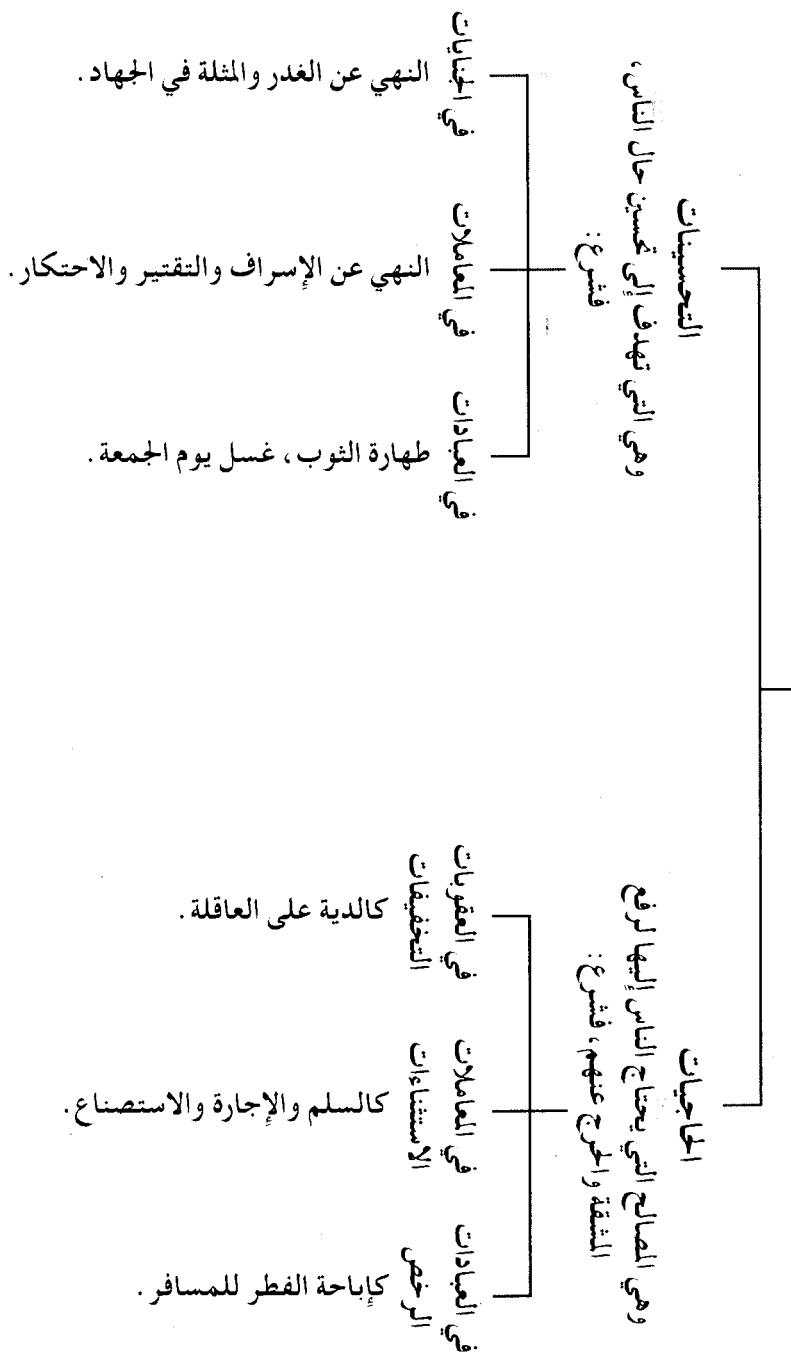 التحسينات
وهي التي تهدف إلى تحسين حال الناس،
فشرع:
في الجنايات
النهي عن الغدر والمثلة في الجهاد.
في المعاملات
النهي عن الإسراف والتقتير والاحتكار.
في العبادات
طهارة الثوب، غسل يوم الجمعة.
الحاجيات
وهي المصالح التي يحتاج الناس إليها لرفع
المشقة والحرج عنهم، فشرع:
في العقوبات
التخفيفات
كالدية على العاقلة.
في المعاملات
الاستثناءات
كالسلم والإجارة والاستصناع.
في العبادات
الرخص
كإباحة الفطر للمسافر.